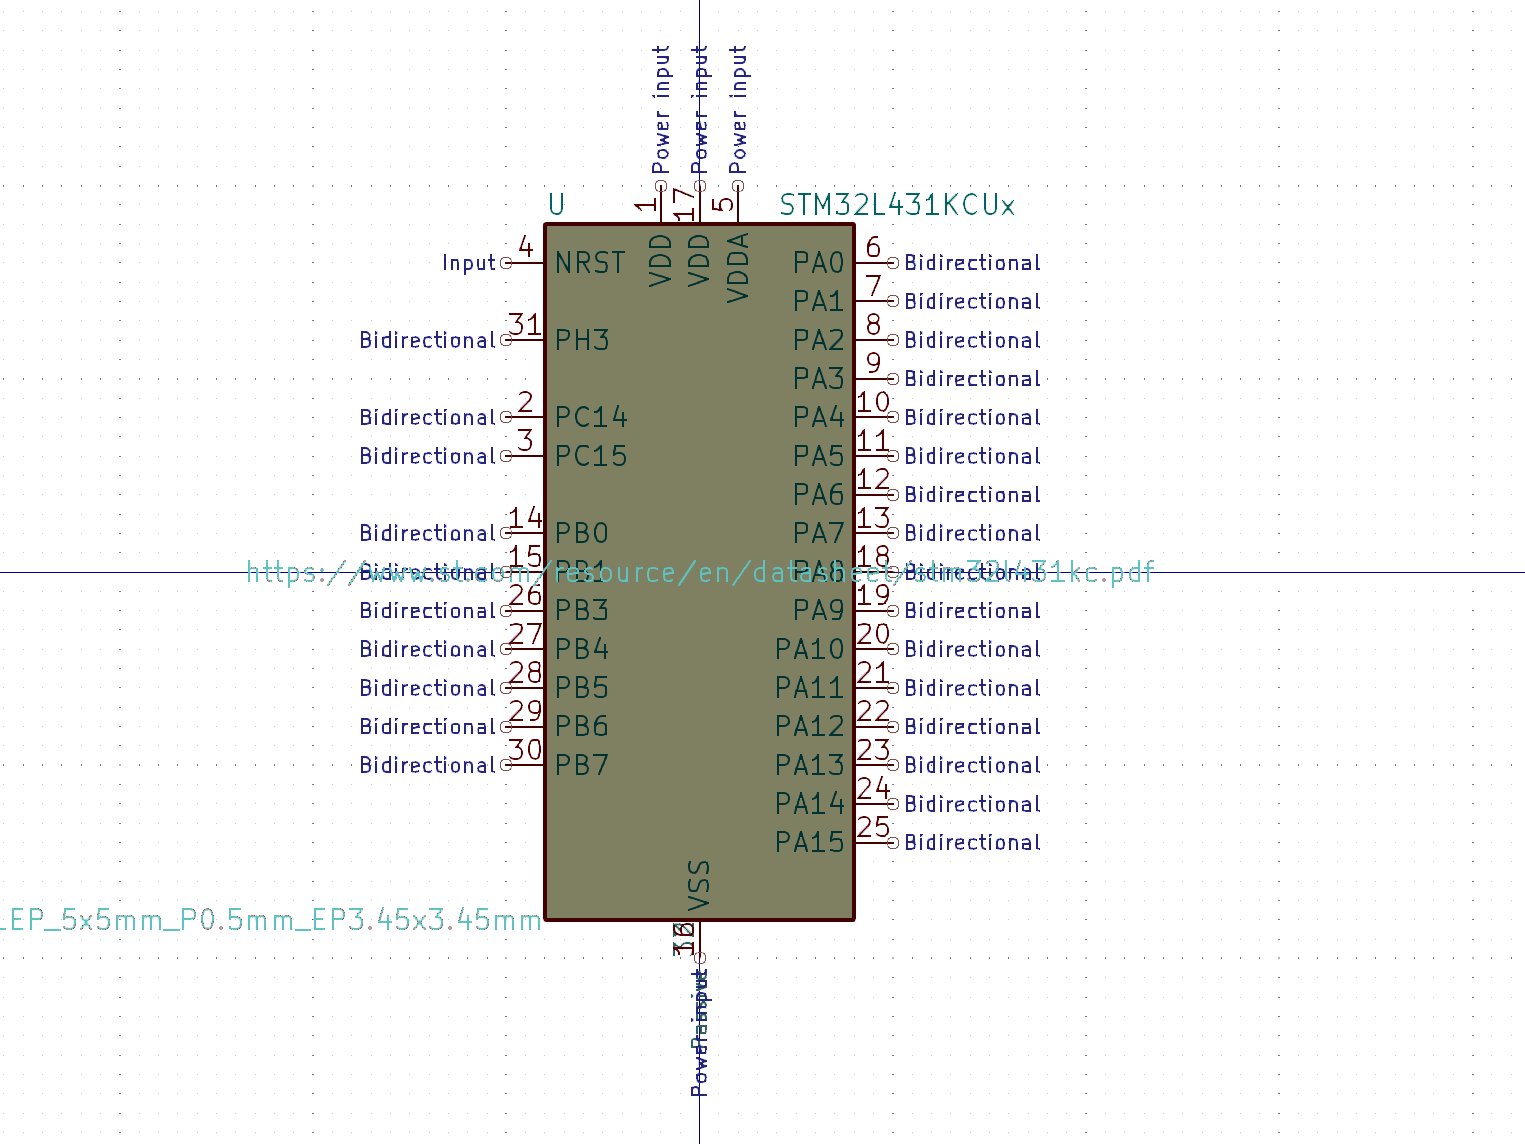 Power input
Power input
Power input
U
1
17
5
STM32L431KCUx
VDD
VDD
VDDA
Input 4 NRST
PA0 6 Bidirectional
PA1 7 Bidirectional
Bidirectional 31 PH3
PA2 8 Bidirectional
PA3 9 Bidirectional
Bidirectional 2 PC14
PA4 10 Bidirectional
Bidirectional 3 PC15
PA5 11 Bidirectional
PA6 12 Bidirectional
Bidirectional 14 PB0
PA7 13 Bidirectional
Bidirectional 15 PB1
PA8 18 Bidirectional
https://www.st.com/resource/en/datasheet/stm32l431kc.pdf
Bidirectional 26 PB3
PA9 19 Bidirectional
Bidirectional 27 PB4
PA10 20 Bidirectional
Bidirectional 28 PB5
PA11 21 Bidirectional
Bidirectional 29 PB6
PA12 22 Bidirectional
Bidirectional 30 PB7
PA13 23 Bidirectional
PA14 24 Bidirectional
PA15 25 Bidirectional
VSS
EP_5x5mm_P0.5mm_EP3.45x3.45mm
Power input